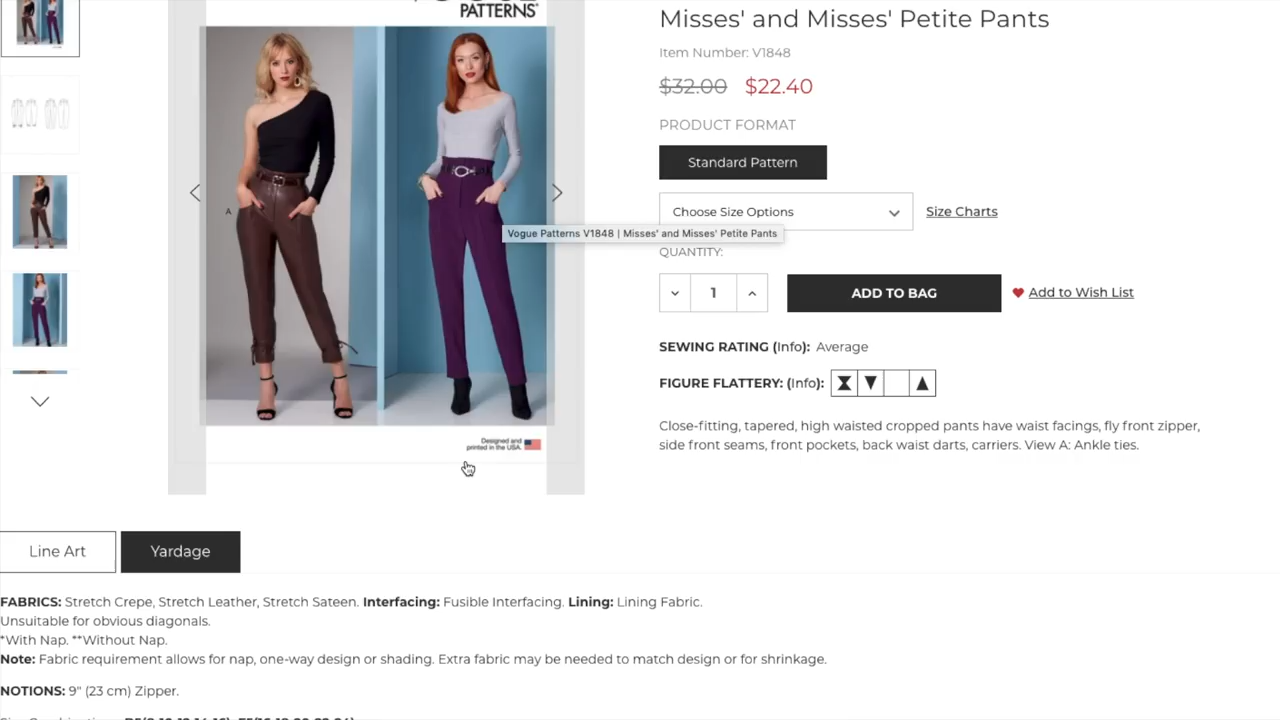 PATTERNS
A
Designed and
printed in the USA.
Misses' and Misses' Petite Pants
Item Number: V1848
$32.00 $22.40
PRODUCT FORMAT
Standard Pattern
Choose Size Options
Size Charts
Vogue Patterns V1848 | Misses' and Misses' Petite Pants
QUANTITY:
1
ADD TO BAG
Add to Wish List
SEWING RATING (Info): Average
FIGURE FLATTERY: (Info):
Close-fitting, tapered, high waisted cropped pants have waist facings, fly front zipper,
side front seams, front pockets, back waist darts, carriers. View A: Ankle ties.
Line Art
Yardage
FABRICS: Stretch Crepe, Stretch Leather, Stretch Sateen. Interfacing: Fusible Interfacing. Lining: Lining Fabric.
Unsuitable for obvious diagonals.
*With Nap. **Without Nap.
Note: Fabric requirement allows for nap, one-way design or shading. Extra fabric may be needed to match design or for shrinkage.
NOTIONS: 9" (23 cm) Zipper.